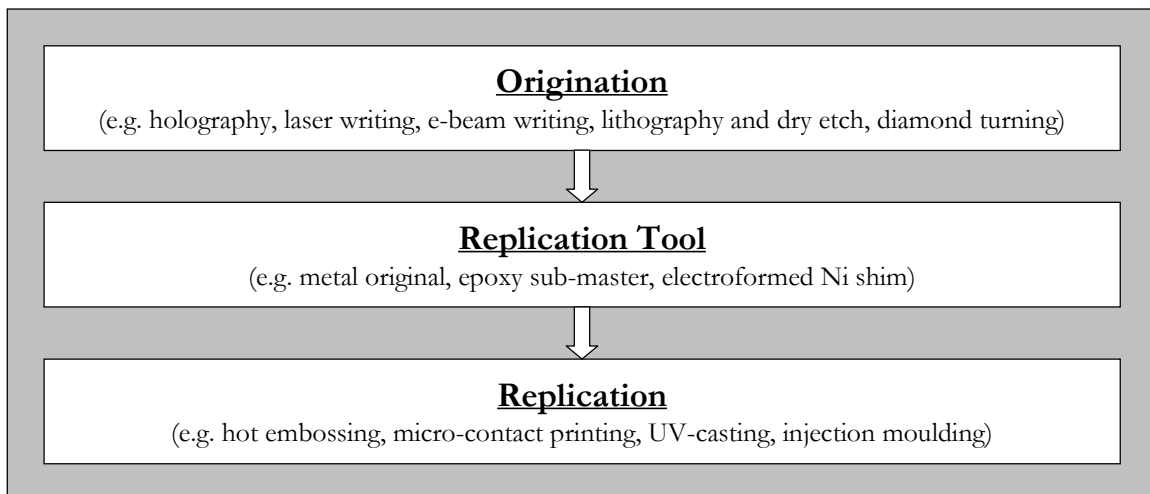 Origination
(e.g. holography, laser writing, e-beam writing, lithography and dry etch, diamond turning)
Replication Tool
(e.g. metal original, epoxy sub-master, electroformed Ni shim)
Replication
(e.g. hot embossing, micro-contact printing, UV-casting, injection moulding)